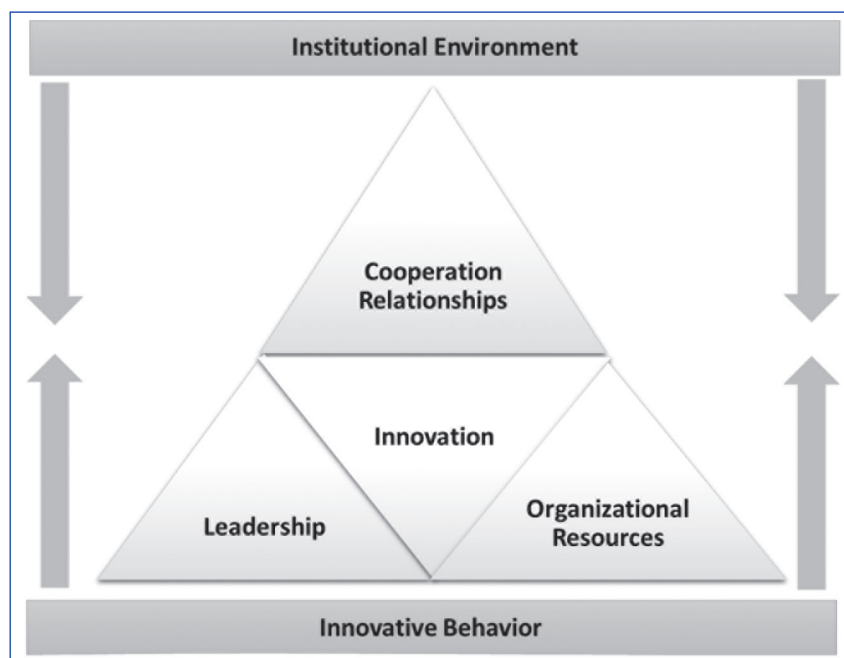 Institutional Environment
Cooperation
Relationships
Innovation
Leadership
Organizational
Resources
Innovative Behavior